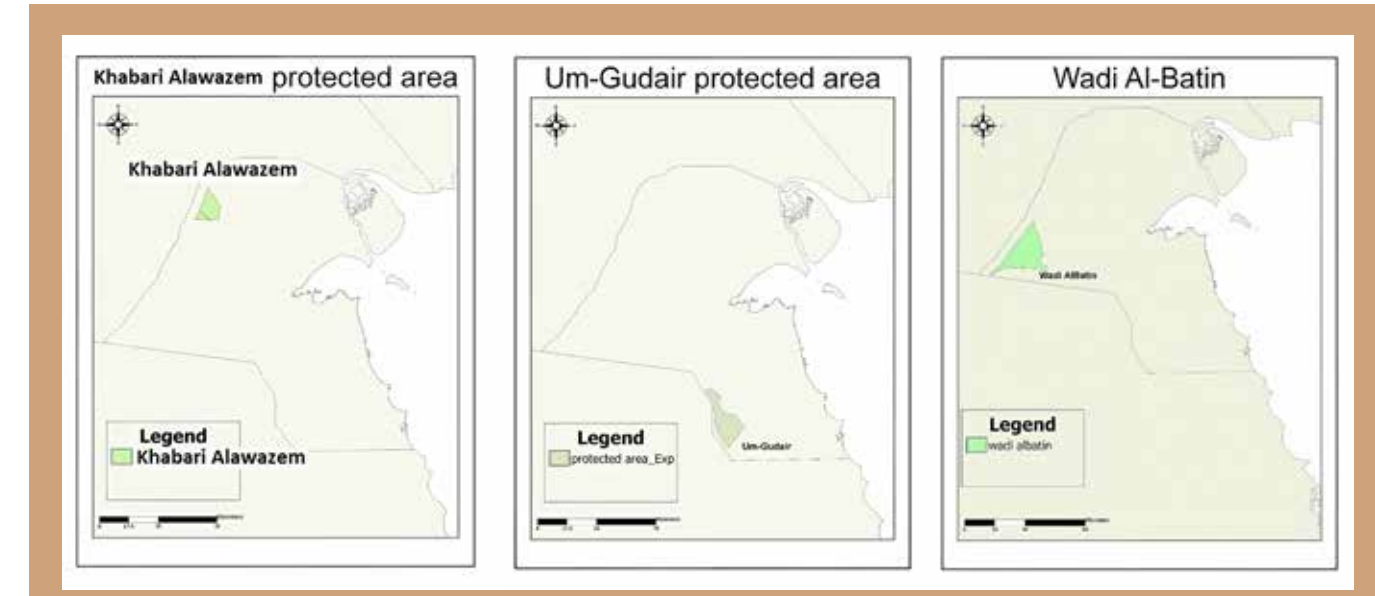 Khabari Alawazem protected area
Khabari Alawazem
Legend
Khabari Alawazem
Um-Gudair protected area
Um-Gudair
Legend
protected area_Exp
Wadi Al-Batin
Wadi AlBatin
Legend
wadi albatin